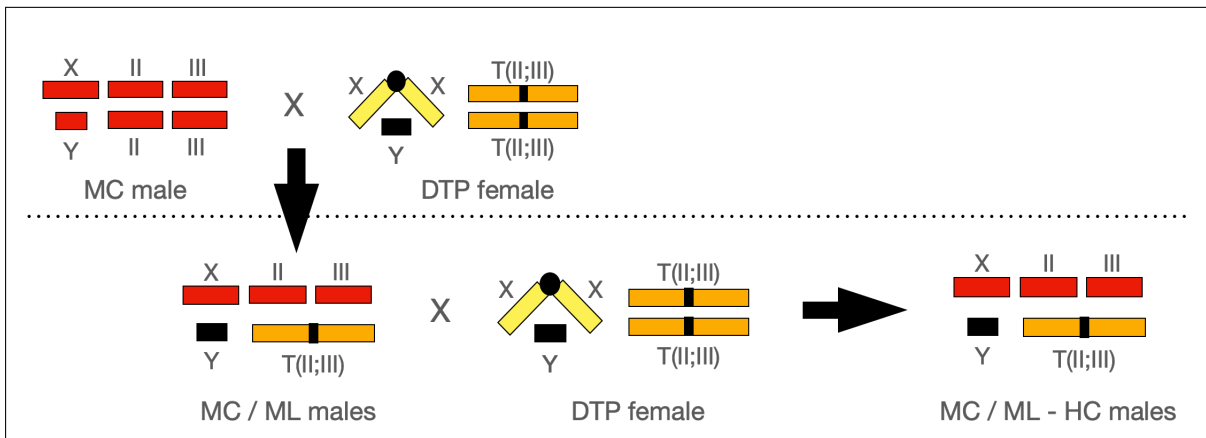 X II III
X X
T(II;III)
X
Y II III
Y
T(II;III)
MC male
DTP female
X II III
X X
T(II;III)
X
Y T(II;III)
Y
T(II;III)
MC / ML males
DTP female
X II III
Y T(II;III)
MC / ML - HC males